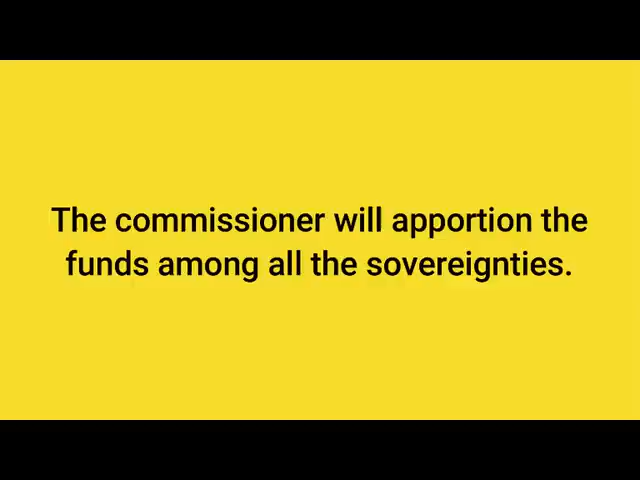 The commissioner will apportion the
funds among all the sovereignties.